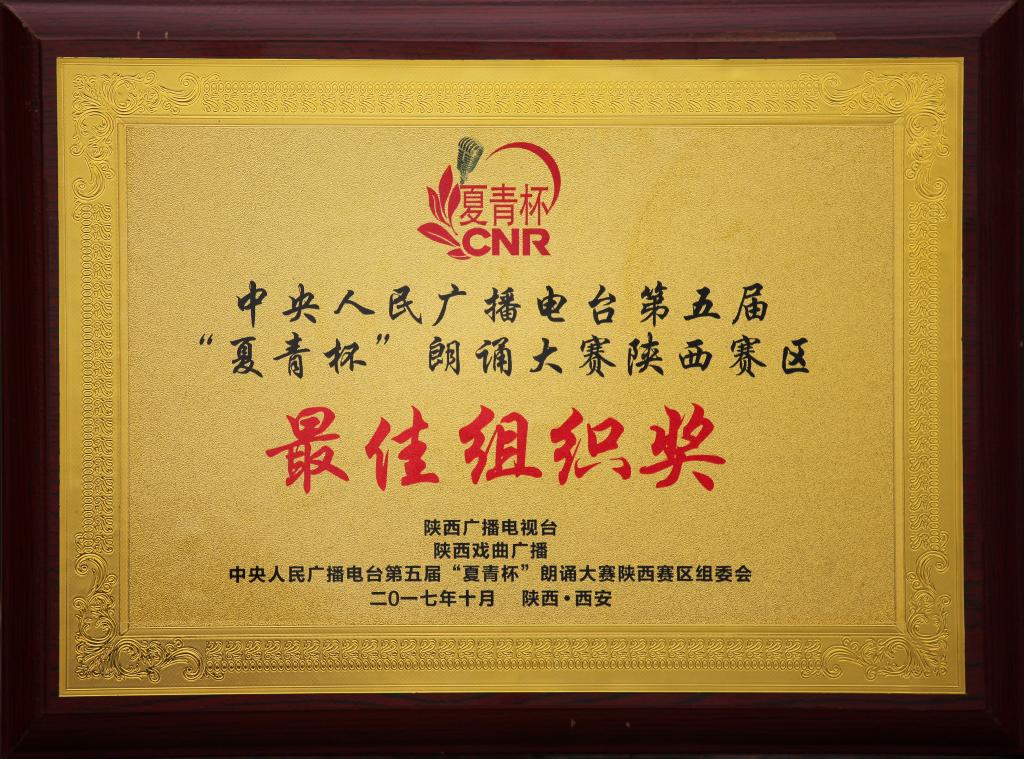 夏青杯
CNR
中央人民广播电台第五届
“夏青杯”朗诵大赛陕西赛区
最佳组织奖
陕西广播电视台
陕西戏曲广播
中央人民广播电台第五届“夏青杯”朗诵大赛陕西赛区组委会
二〇一七年十月 陕西·西安